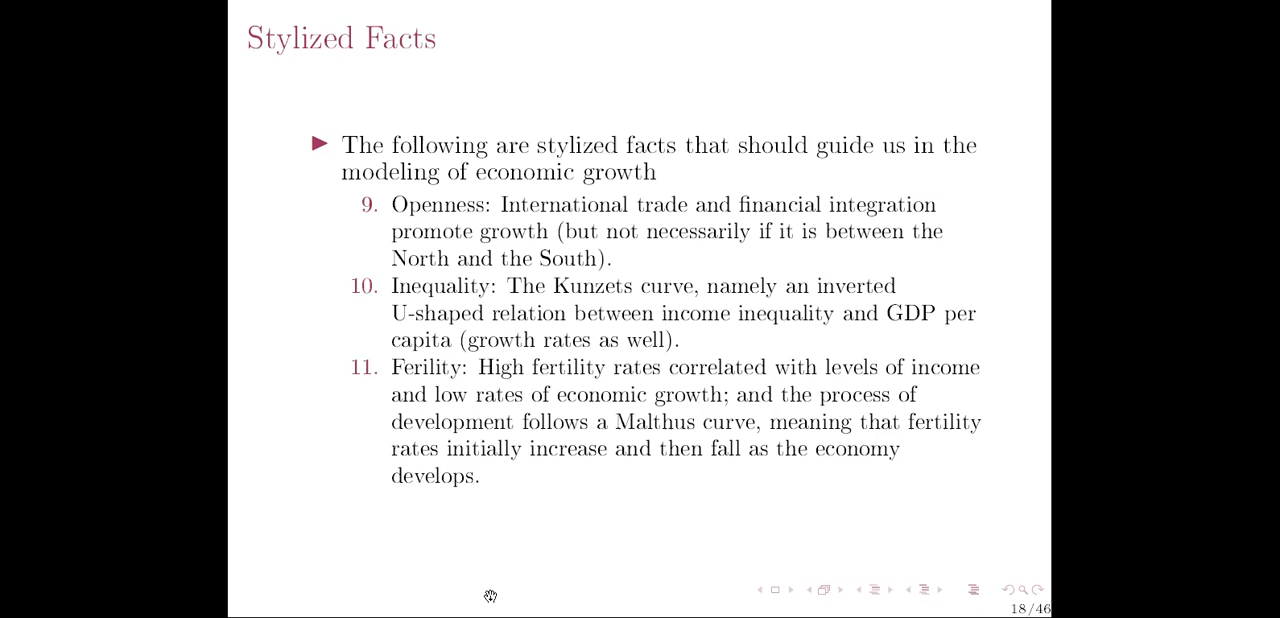 Stylized Facts
The following are stylized facts that should guide us in the
modeling of economic growth
9. Openness: International trade and financial integration
promote growth (but not necessarily if it is between the
North and the South).
10. Inequality: The Kunzets curve, namely an inverted
U-shaped relation between income inequality and GDP per
capita (growth rates as well).
11. Ferility: High fertility rates correlated with levels of income
and low rates of economic growth; and the process of
development follows a Malthus curve, meaning that fertility
rates initially increase and then fall as the economy
develops.
18/46